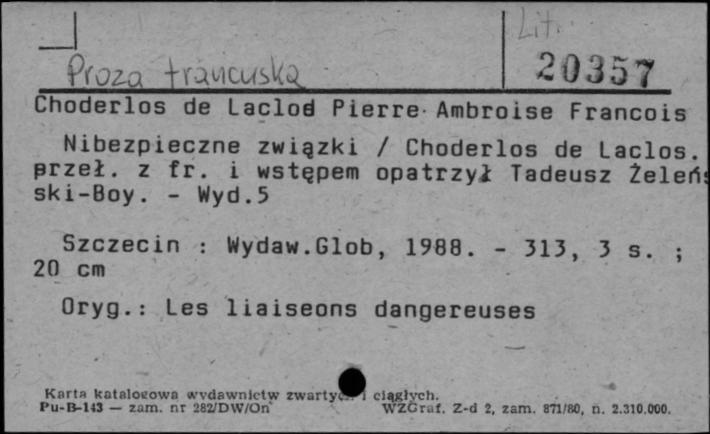 Lit.
Proza francuska
20357
Choderlos de Laclos Pierre Ambroise Francois
Nibezpieczne związki / Choderlos de Laclos.
przeł. z fr. i wstępem opatrzył Tadeusz Żeleńs
ski-Boy. - Wyd.5
Szczecin : Wydaw.Glob, 1988. - 313, 3 s. ;
20 cm
Oryg.: Les liaiseons dangereuses
Karta katalogowa wydawnictw zwartych i ciągłych.
Pu-B-143 — zam. nr 282/DW/On
WZGraf. Z-d 2, zam. 871/80, n. 2.310.000.